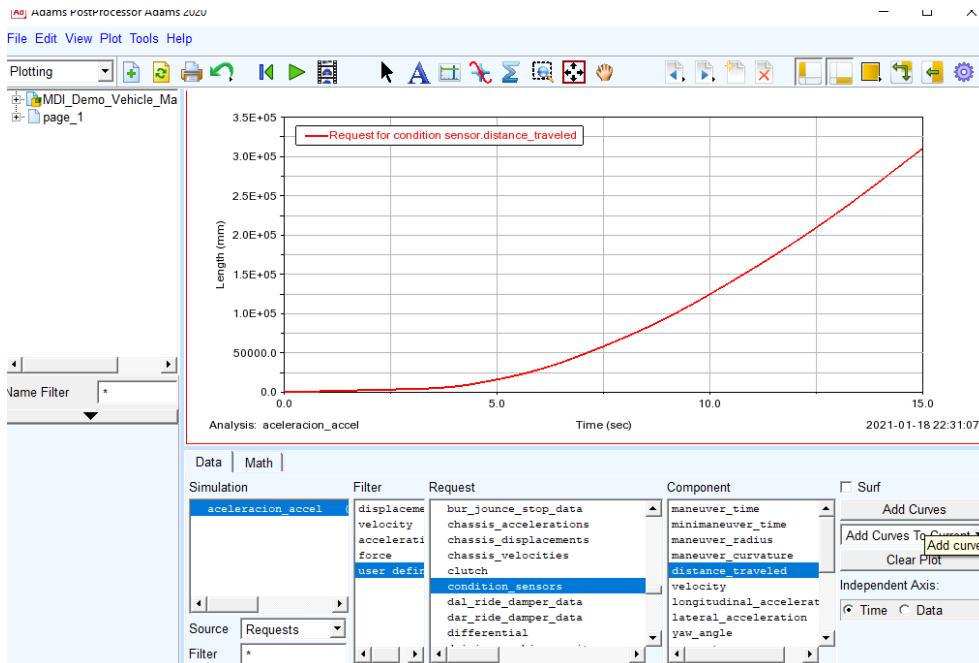 Adams PostProcessor Adams 2020
File Edit View Plot Tools Help
Plotting
MDI_Demo_Vehicle_Ma
page_1
Name Filter *
3.5E+05
3.0E+05
2.5E+05
2.0E+05
1.5E+05
1.0E+05
50000.0
0.0
Length (mm)
Request for condition sensor.distance_traveled
0.0 5.0 10.0 15.0
Analysis: aceleracion_accel Time (sec) 2021-01-18 22:31:07
Data Math
Simulation Filter Request Component Surf
aceleracion_accel (
Source Requests
Filter *
displaceme
velocity
accelerati
force
user defin
bur_jounce_stop_data
chassis_accelerations
chassis_displacements
chassis_velocities
clutch
condition_sensors
dal_ride_damper_data
dar_ride_damper_data
differential
maneuver_time
minimaneuver_time
maneuver_radius
maneuver_curvature
distance_traveled
velocity
longitudinal_accelerat
lateral_acceleration
yaw_angle
Add Curves
Add Curves To Current
Add curve
Clear Plot
Independent Axis:
Time Data